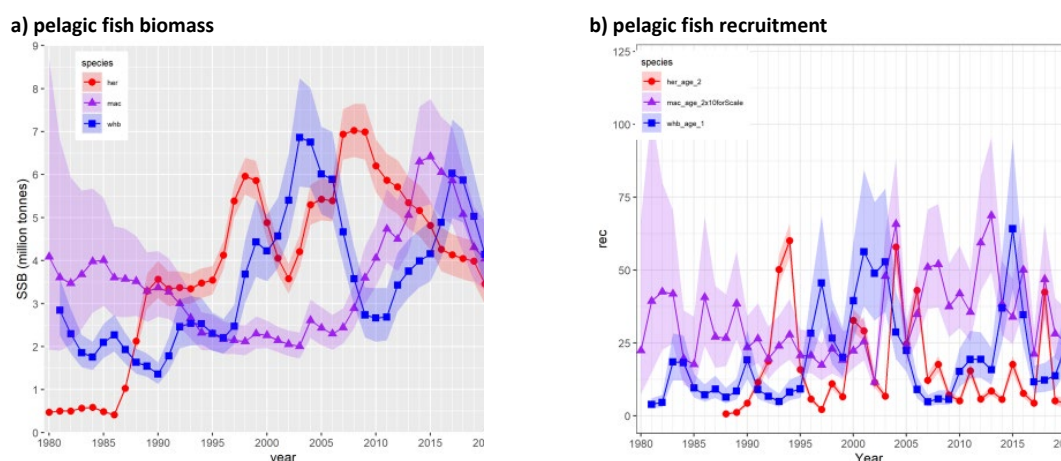 a) pelagic fish biomass
b) pelagic fish recruitment
9
8
7
6
5
4
3
2
1
0
SSB (million tonnes)
species
her
mac
whb
1980 1985 1990 1995 2000 2005 2010 2015 20
year
125
100
75
50
25
0
rec
species
her_age_2
mac_age_2x10forScale
whb_age_1
1980 1985 1990 1995 2000 2005 2010 2015 20
Year